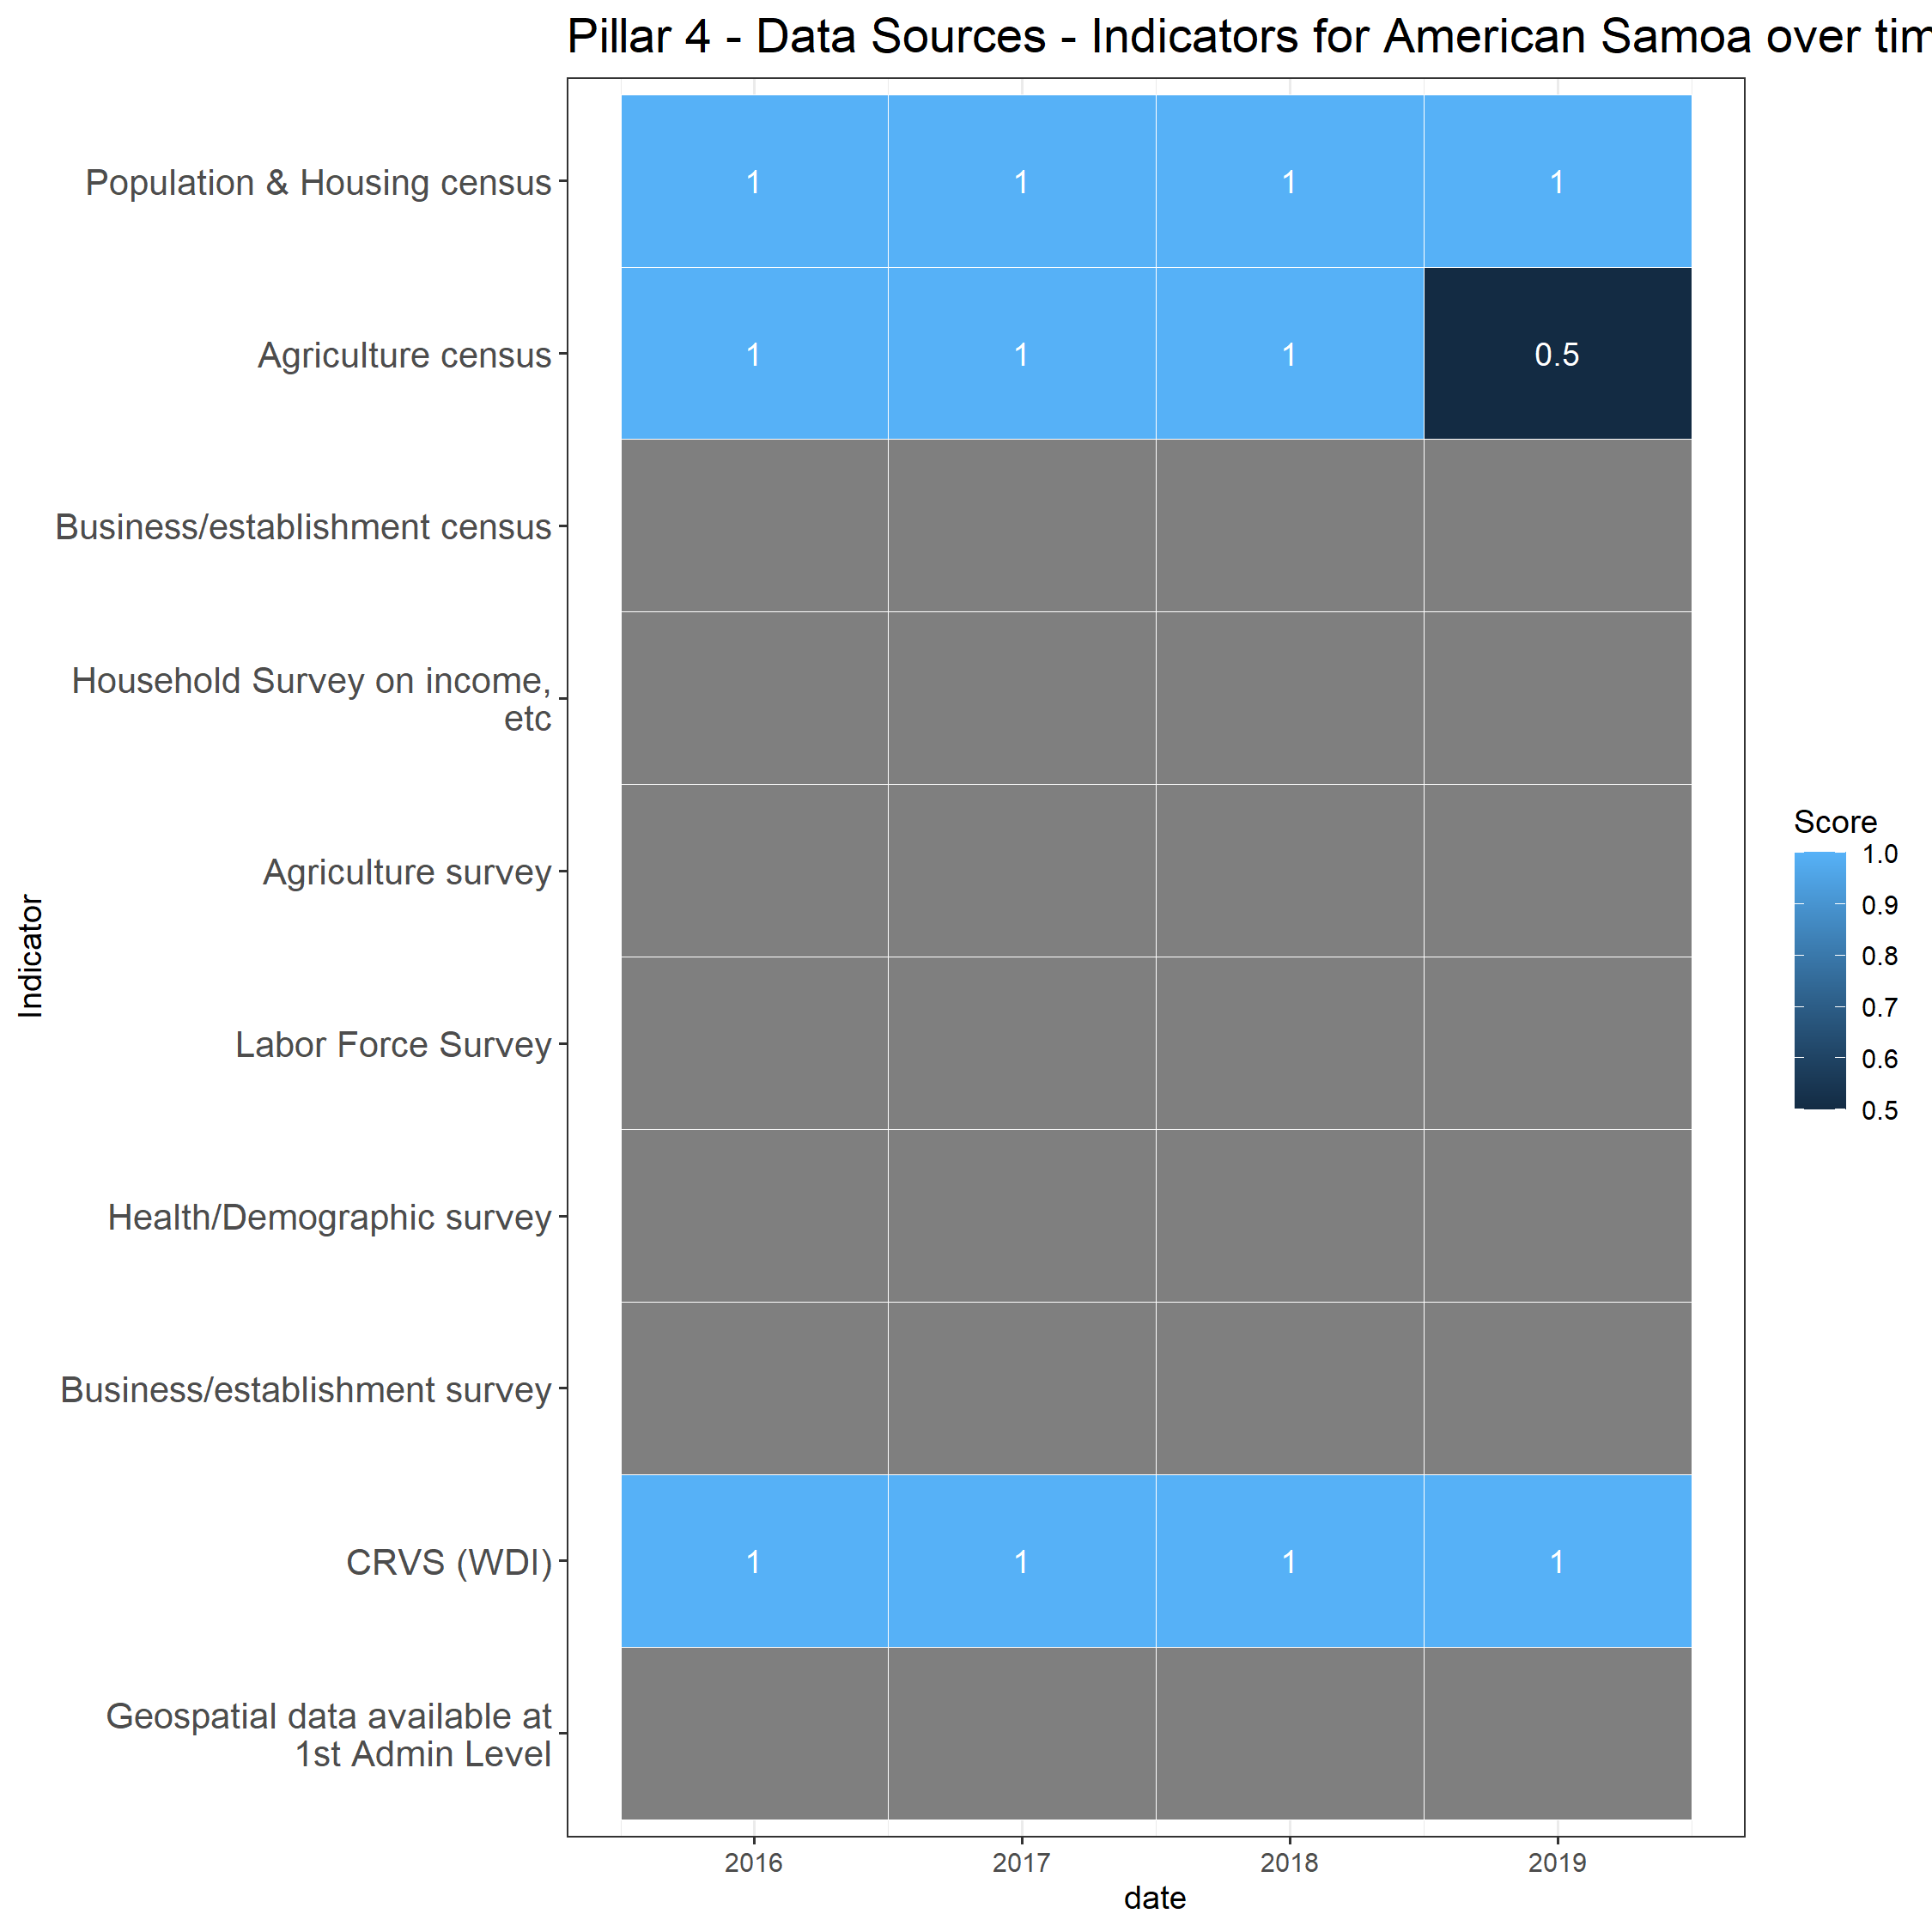 Pillar 4 - Data Sources - Indicators for American Samoa over tim
Population & Housing census
1 1 1 1
Agriculture census
1 1 1 0.5
Business/establishment census
Household Survey on income,
etc
Agriculture survey
Labor Force Survey
Health/Demographic survey
Business/establishment survey
CRVS (WDI)
1 1 1 1
Geospatial data available at
1st Admin Level
Indicator
2016 2017 2018 2019
date
Score
1.0
0.9
0.8
0.7
0.6
0.5